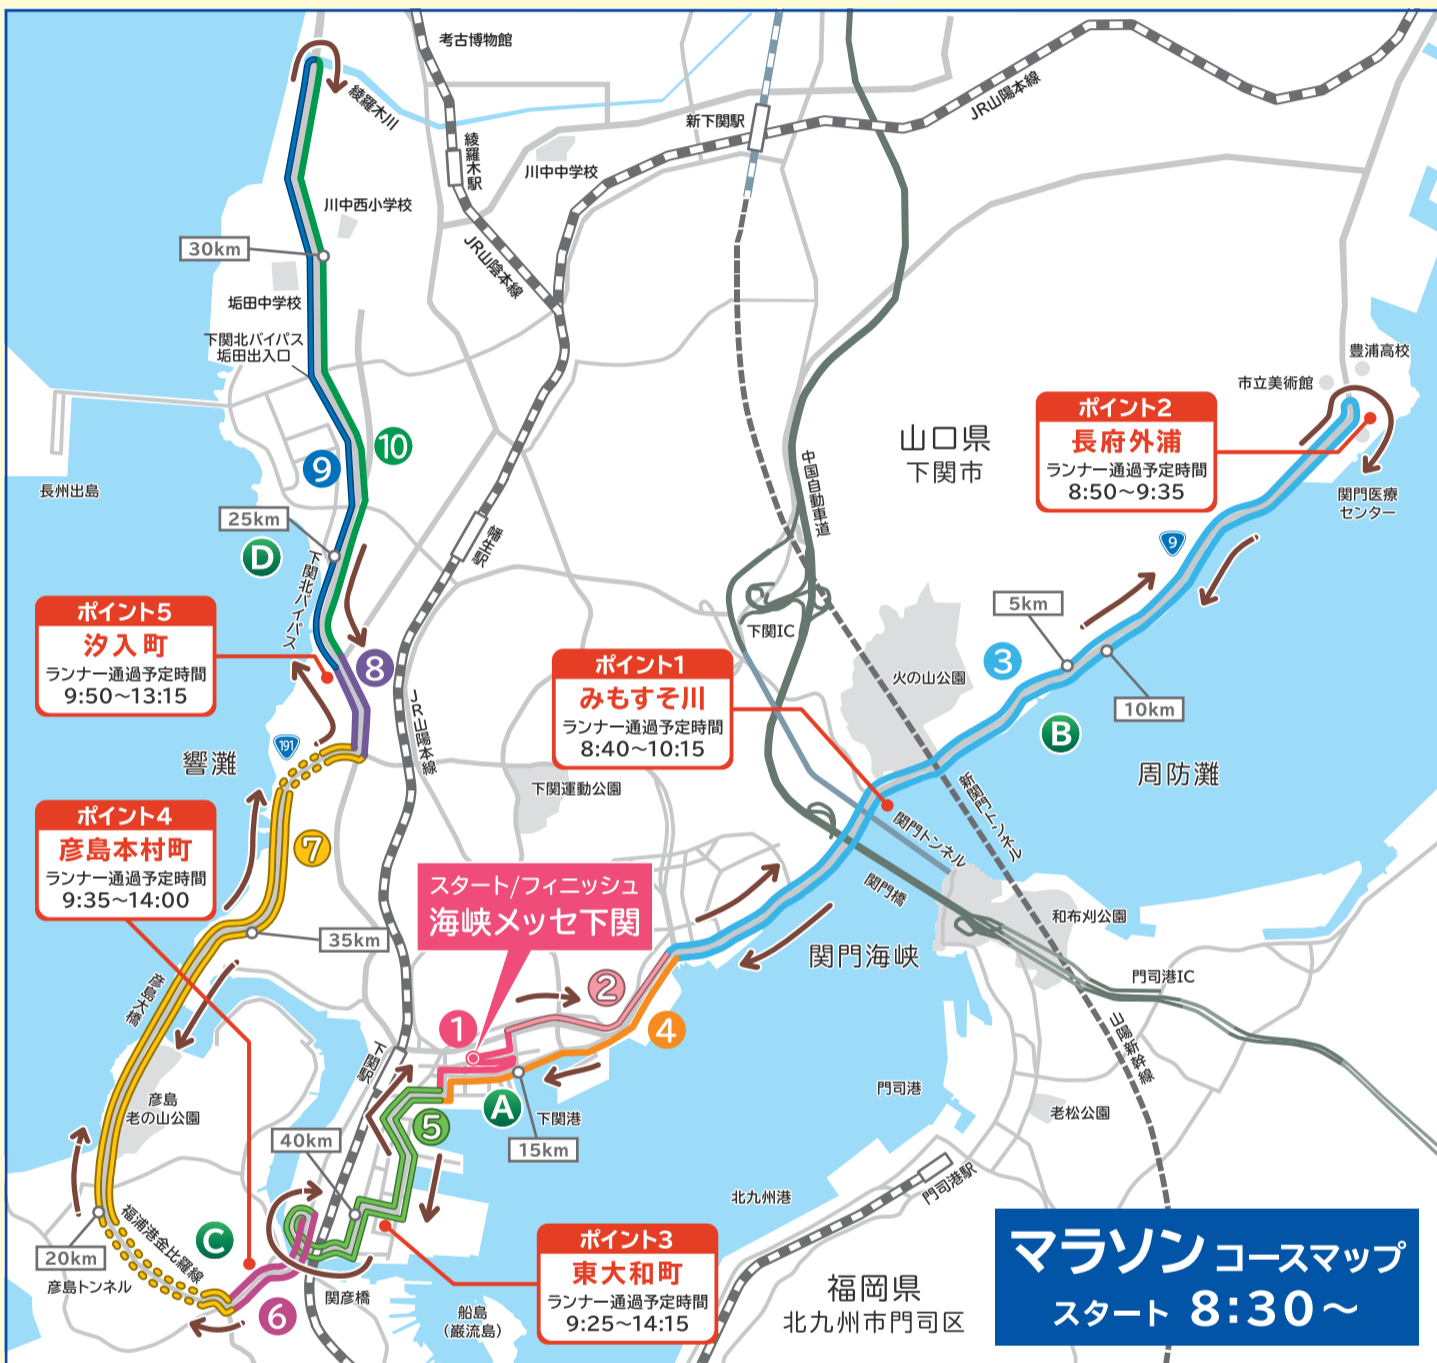 考古博物館
綾羅木川
綾羅木駅
川中中学校
新下関駅
JR山陽本線
川中西小学校
JR山陰本線
30km
垢田中学校
下関北バイパス
垢田出入口
豊浦高校
市立美術館
ポイント2
長府外浦
ランナー通過予定時間
8:50〜9:35
関門医療
センター
山口県
下関市
中国自動車道
10
9
長州出島
25km
D
下関北バイパス
幡生駅
9
ポイント5
汐入町
ランナー通過予定時間
9:50〜13:15
8
下関IC
5km
3
火の山公園
10km
B
ポイント1
みもすそ川
ランナー通過予定時間
8:40〜10:15
JR山陽本線
191
響灘
周防灘
下関運動公園
新関門トンネル
関門トンネル
関門橋
ポイント4
彦島本村町
ランナー通過予定時間
9:35〜14:00
7
スタート/フィニッシュ
海峡メッセ下関
35km
和布刈公園
関門海峡
門司港IC
彦島大橋
2
1
4
山陽新幹線
下関駅
彦島
老の山公園
A
下関港
門司港
老松公園
5
40km
15km
門司港駅
北九州港
福浦港金比羅線
C
20km
彦島トンネル
6
関彦橋
船島
(巌流島)
ポイント3
東大和町
ランナー通過予定時間
9:25〜14:15
福岡県
北九州市門司区
マラソン コースマップ
スタート 8:30〜